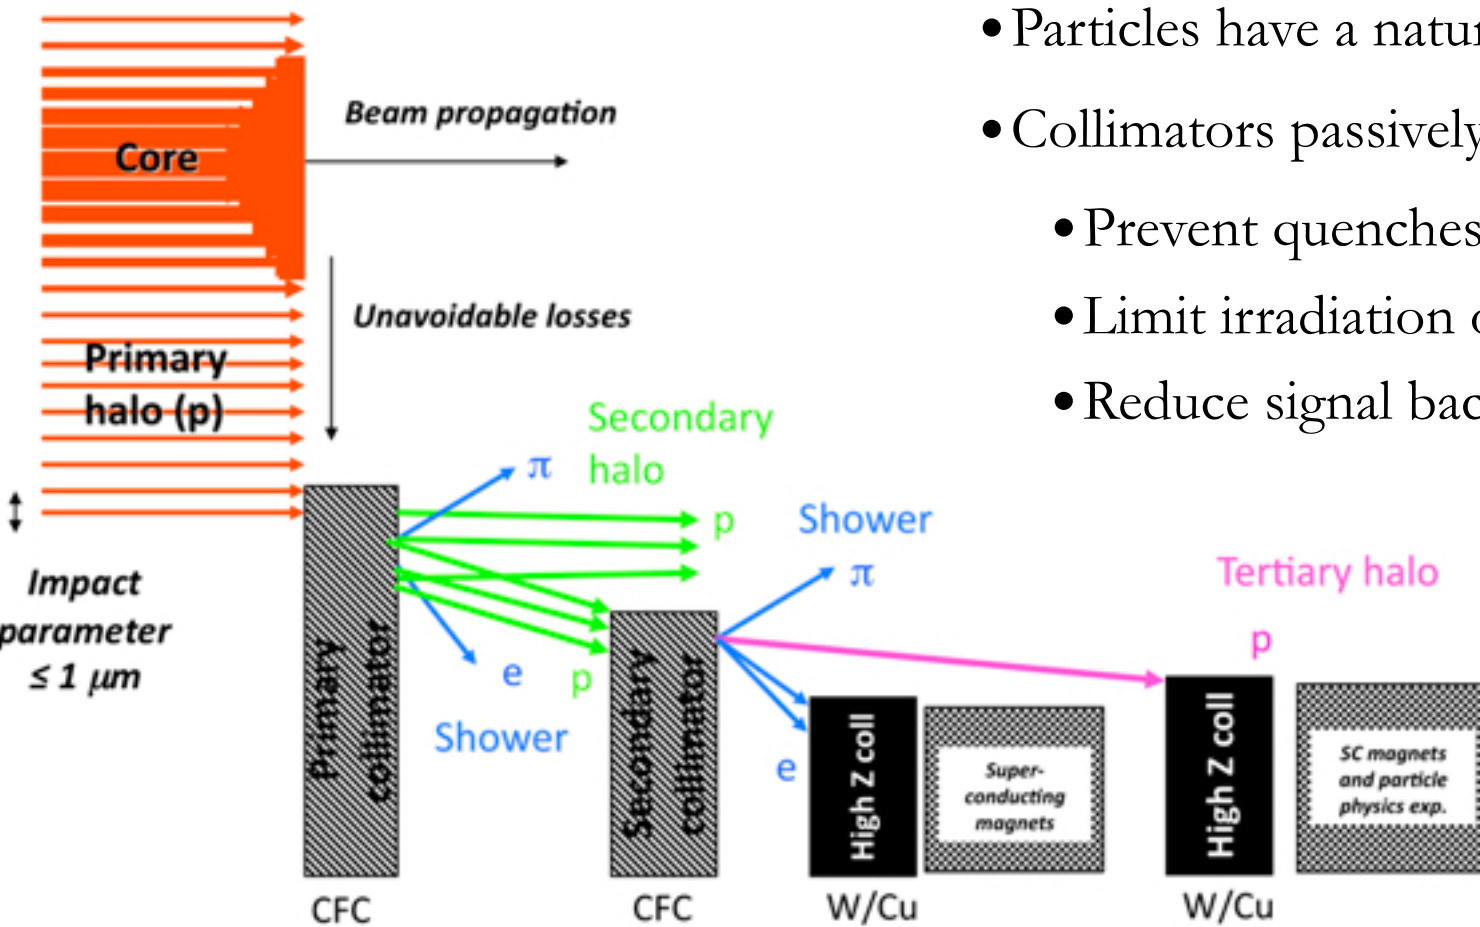 • Particles have a natur
• Collimators passively
• Prevent quenches
• Limit irradiation
• Reduce signal bac
Core
Beam propagation
Unavoidable losses
Primary
halo (p)
Impact
parameter
≤ 1 μm
Secondary
halo
π
p
e
p
Shower
Shower
π
e
Tertiary halo
p
Primary
collimator
Secondary
collimator
High Z coll
Super-
conducting
magnets
High Z coll
SC magnets
and particle
physics exp.
CFC
CFC
W/Cu
W/Cu